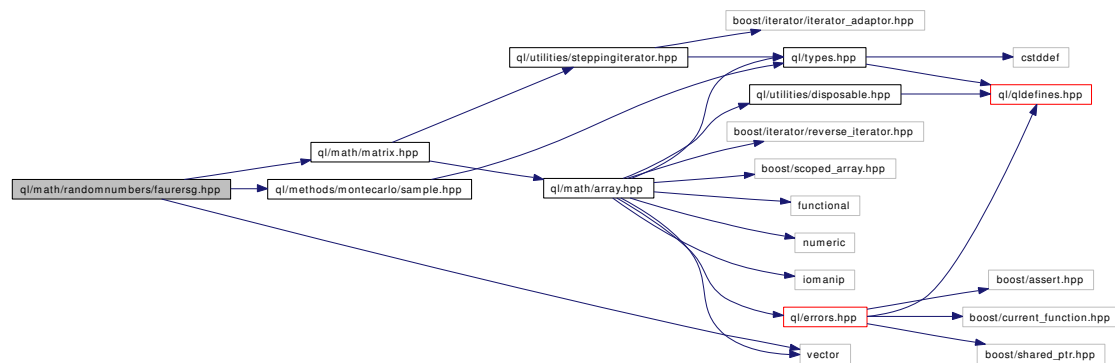 boost/iterator/iterator_adaptor.hpp
ql/utilities/steppingiterator.hpp
ql/types.hpp
cstddef
ql/utilities/disposable.hpp
ql/qldefines.hpp
boost/iterator/reverse_iterator.hpp
ql/math/matrix.hpp
boost/scoped_array.hpp
ql/math/randomnumbers/faurersg.hpp
ql/methods/montecarlo/sample.hpp
ql/math/array.hpp
functional
numeric
iomanip
boost/assert.hpp
ql/errors.hpp
boost/current_function.hpp
vector
boost/shared_ptr.hpp